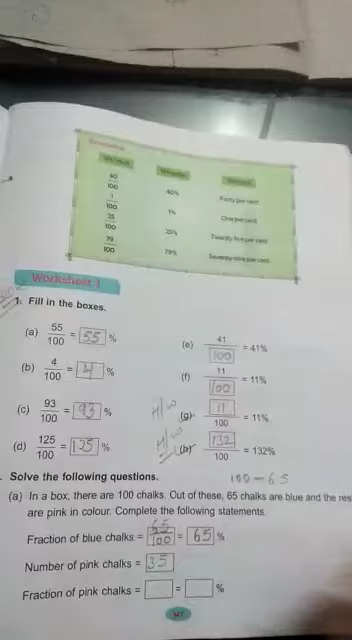 40
100
40%
Forty per cent
1
100
1%
One per cent
25
100
25%
Twenty five per cent
79
100
79%
Seventy nine per cent
Worksheet 1
1. Fill in the boxes.
(a) 55/100 = 55 %
(e) 41/100 = 41%
(b) 4/100 = 4 %
(f) 11/100 = 11%
(c) 93/100 = 93 %
H/w (g) 11/100 = 11%
(d) 125/100 = 125 %
H/w (h) 132/100 = 132%
100-65
. Solve the following questions.
(a) In a box, there are 100 chalks. Out of these, 65 chalks are blue and the res
are pink in colour. Complete the following statements.
Fraction of blue chalks = 65/100 = 65 %
Number of pink chalks = 35
Fraction of pink chalks = = %